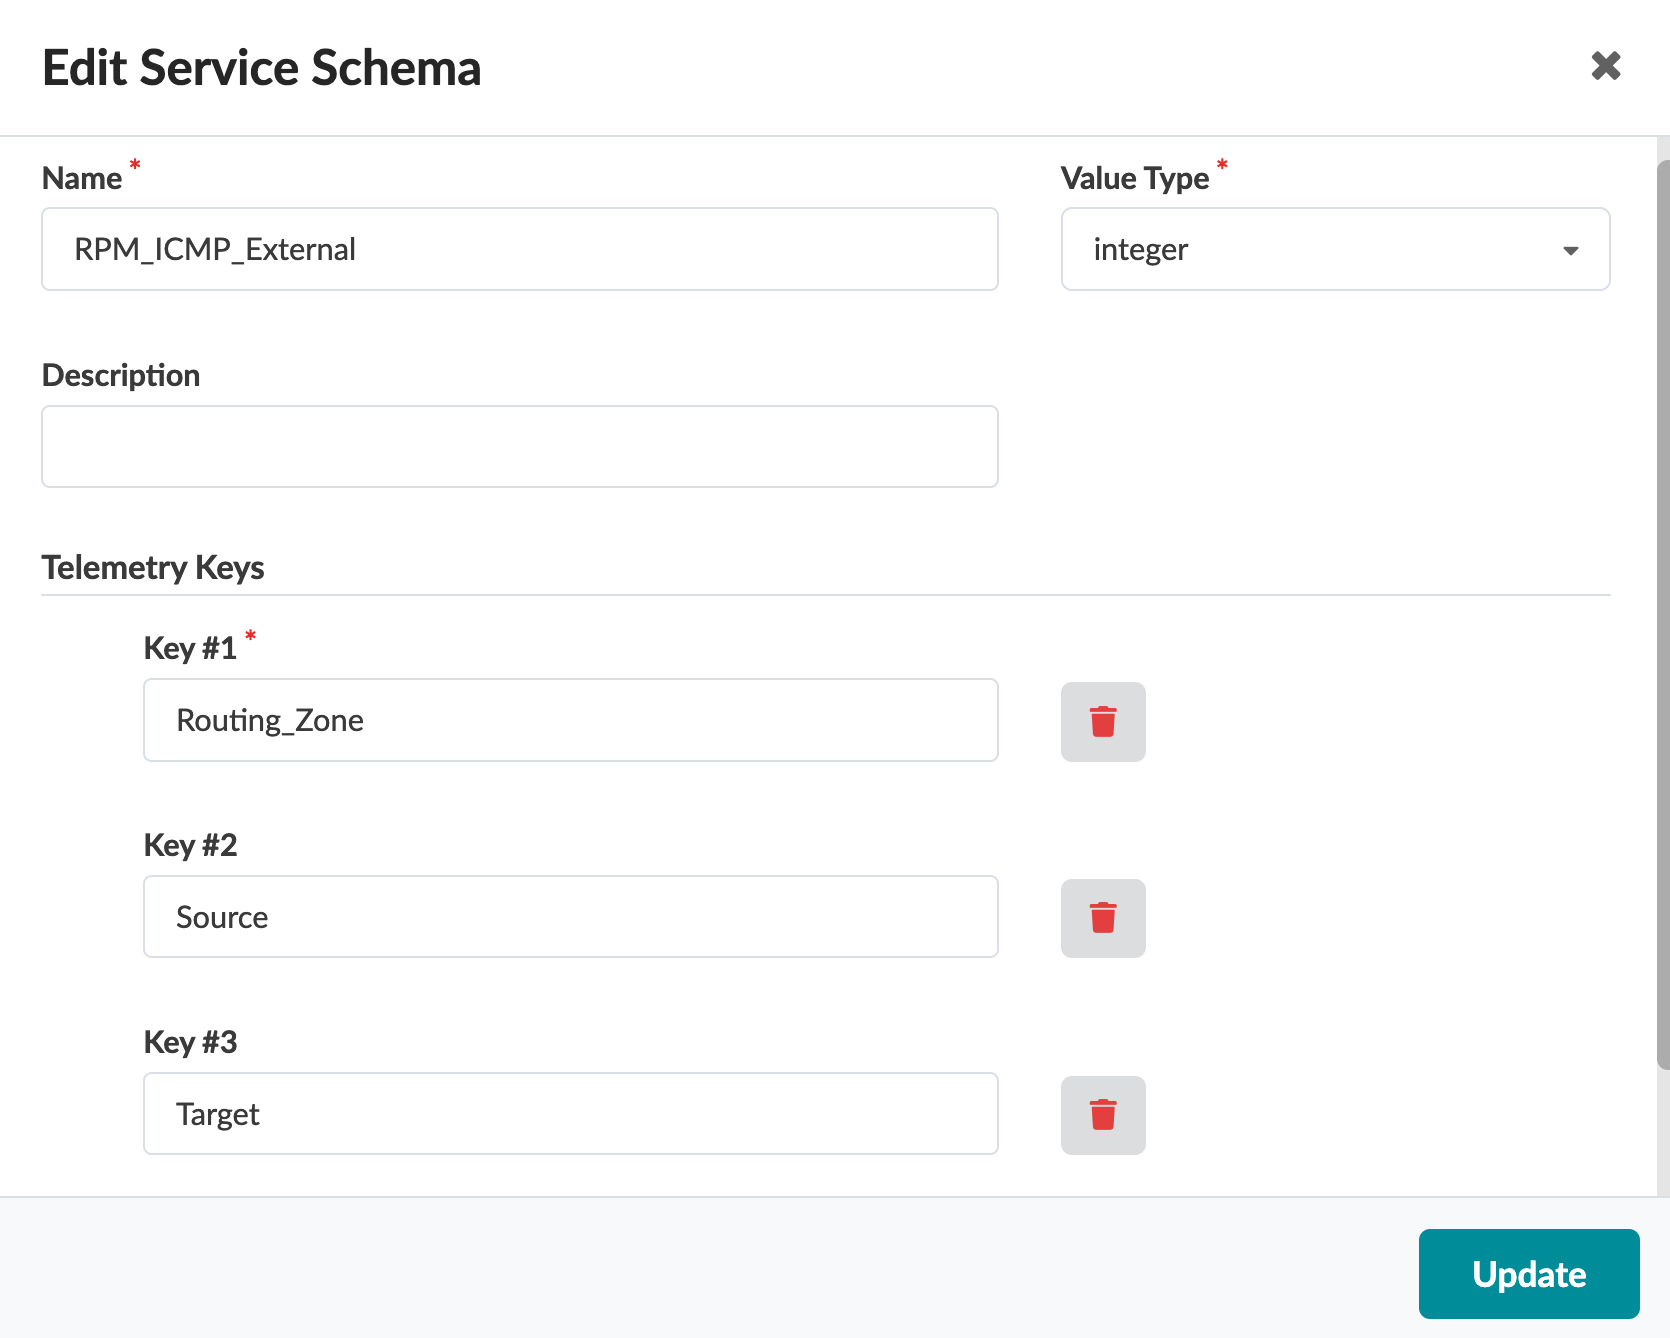 Edit Service Schema
Name *
Value Type *
RPM_ICMP_External
integer
Description
Telemetry Keys
Key #1 *
Routing_Zone
Key #2
Source
Key #3
Target
Update